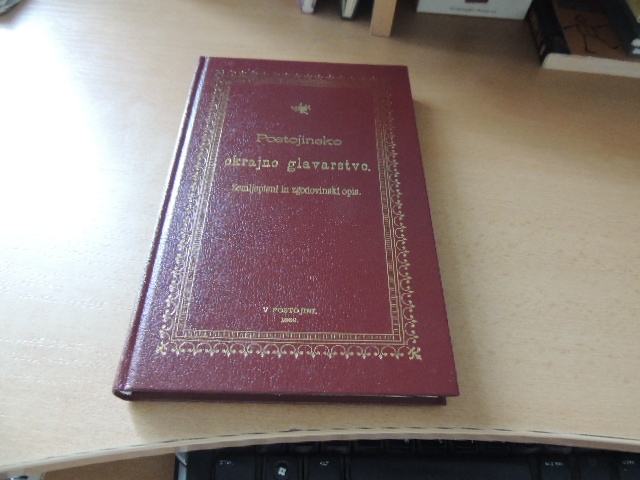 Postojinsko
okrajno glavarstvo.
Zemljepisni in zgodovinski opis.
V POSTOJINI.